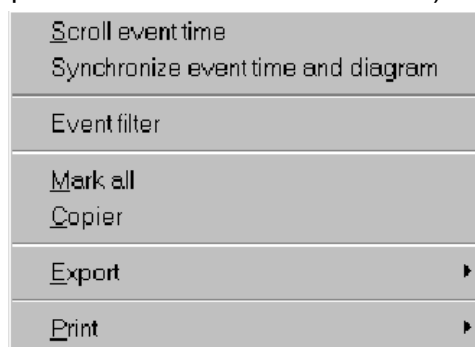 Scroll event time
Synchronize event time and diagram
Event filter
Mark all
Copier
Export
Print